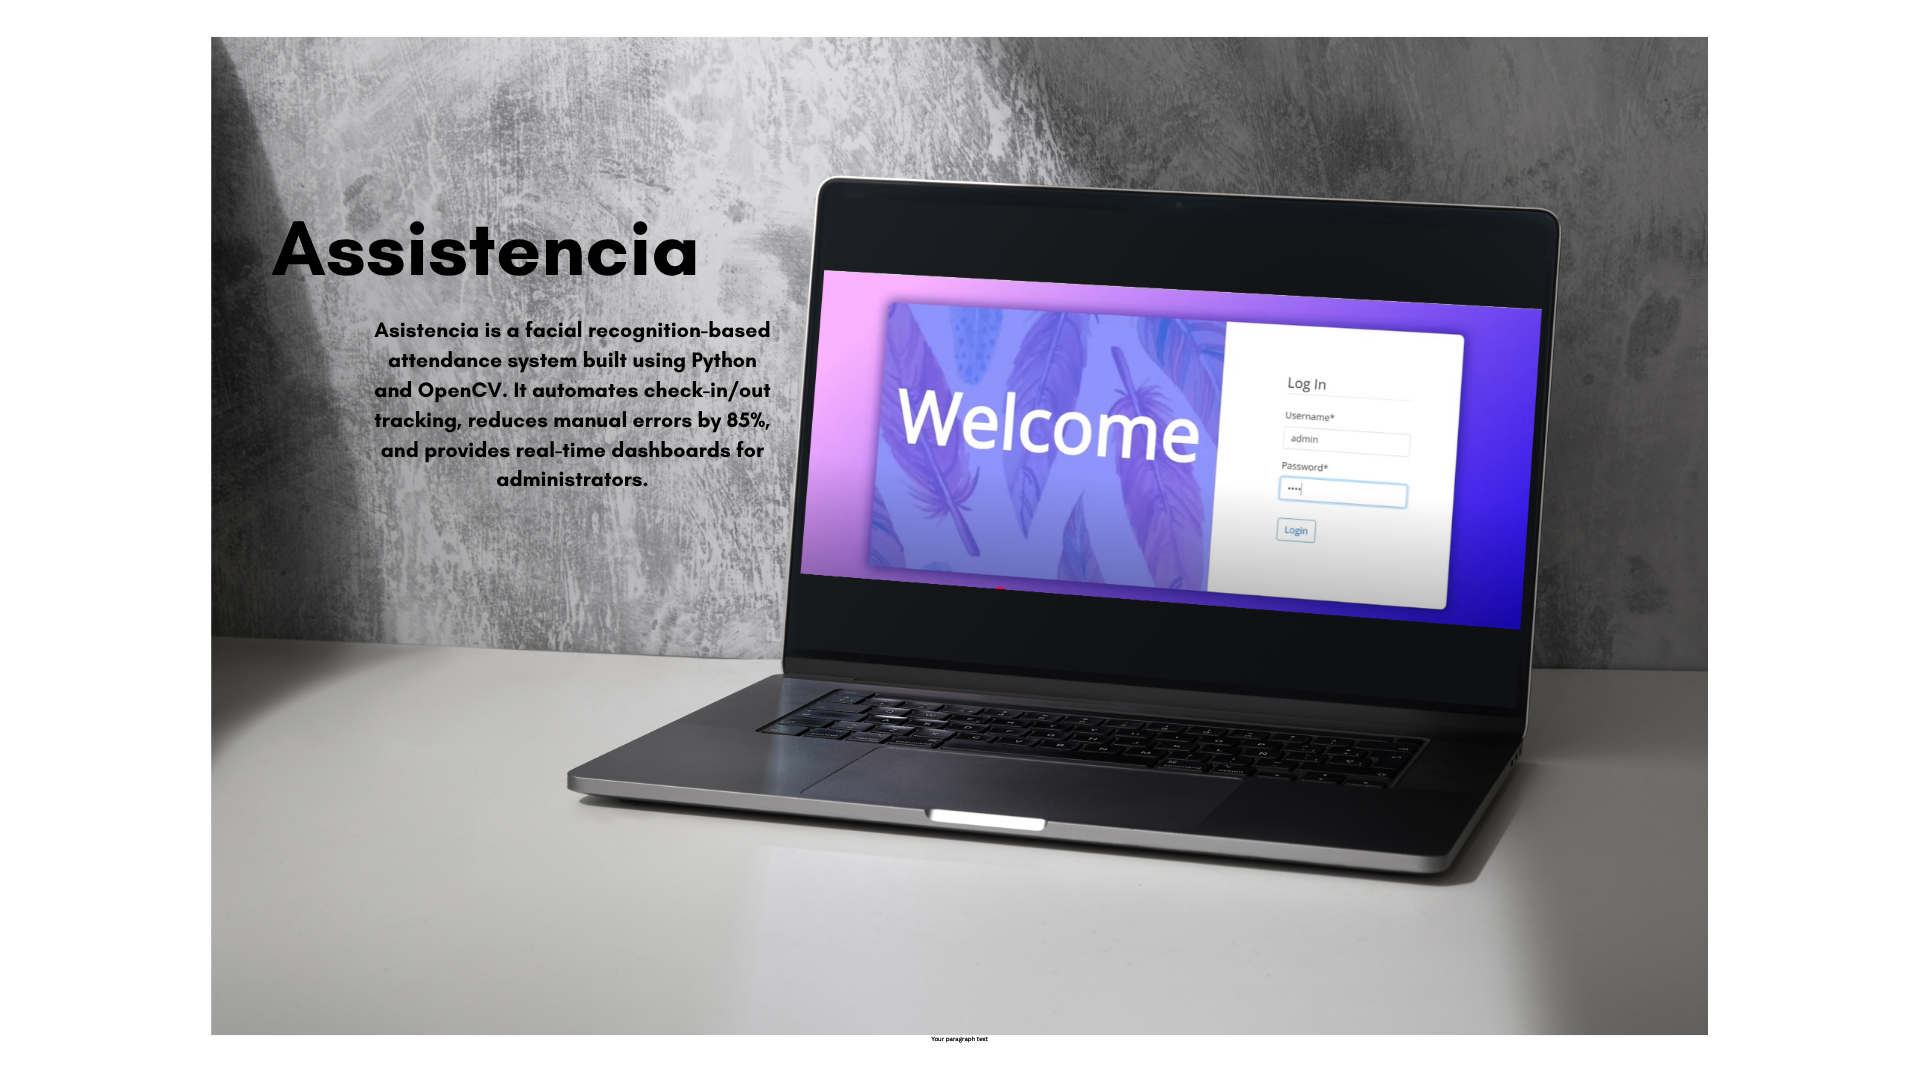 Assistencia
Asistencia is a facial recognition-based
attendance system built using Python
and OpenCV. It automates check-in/out
tracking, reduces manual errors by 85%,
and provides real-time dashboards for
administrators.
Welcome
Log In
Username*
admin
Password*
••••
Login
Your paragraph text